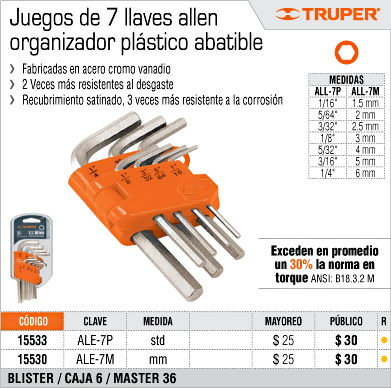 Juegos de 7 llaves allen
organizador plástico abatible
TRUPER
› Fabricadas en acero cromo vanadio
› 2 Veces más resistentes al desgaste
› Recubrimiento satinado, 3 veces más resistente a la corrosión
MEDIDAS
ALL-7P ALL-7M
1/16" 1.5 mm
5/64" 2 mm
3/32" 2.5 mm
1/8" 3 mm
5/32" 4 mm
3/16" 5 mm
1/4" 6 mm
Exceden en promedio
un 30% la norma en
torque ANSI: B18.3.2 M
CÓDIGO CLAVE MEDIDA MAYOREO PÚBLICO R
15533 ALE-7P std $ 25 $ 30
15530 ALE-7M mm $ 25 $ 30
BLISTER / CAJA 6 / MASTER 36